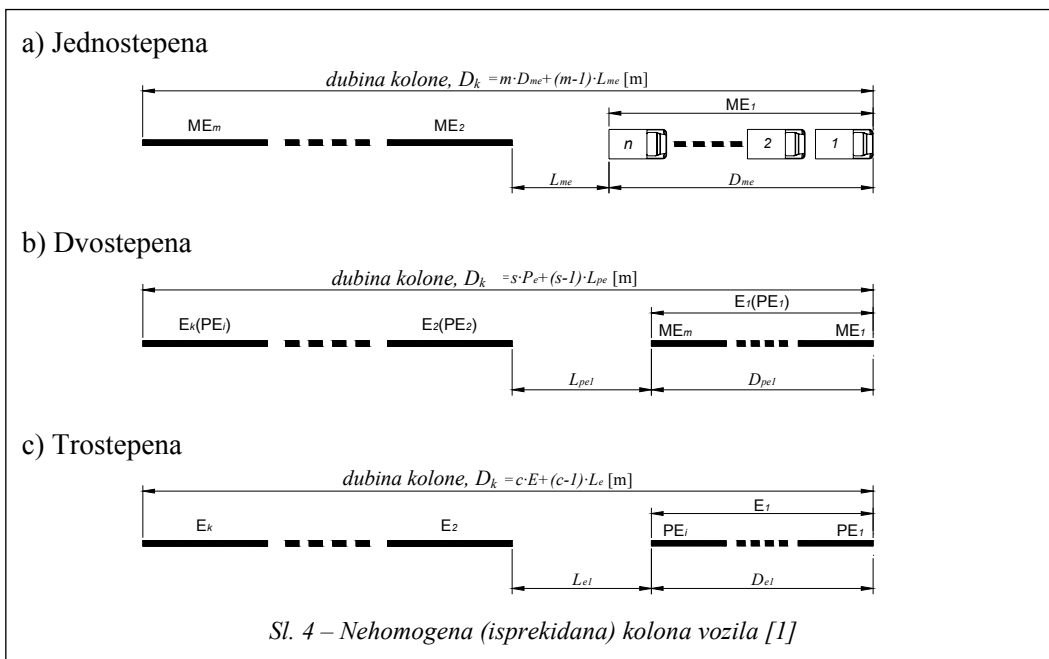 a) Jednostepena
dubina kolone, Dₖ =m·Dₘₑ+(m-1)·Lₘₑ [m]
ME₁
MEₘ
ME₂
n
2
1
Lₘₑ
Dₘₑ
b) Dvostepena
dubina kolone, Dₖ =s·Pₑ+(s-1)·Lₚₑ [m]
E₁(PE₁)
Eₖ(PEᵢ)
E₂(PE₂)
MEₘ
ME₁
Lₚₑ₁
Dₚₑ₁
c) Trostepena
dubina kolone, Dₖ =c·E+(c-1)·Lₑ [m]
E₁
Eₖ
E₂
PEᵢ
PE₁
Lₑ₁
Dₑ₁
Sl. 4 – Nehomogena (isprekidana) kolona vozila [1]